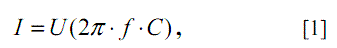 I = U(2π · f · C), [1]